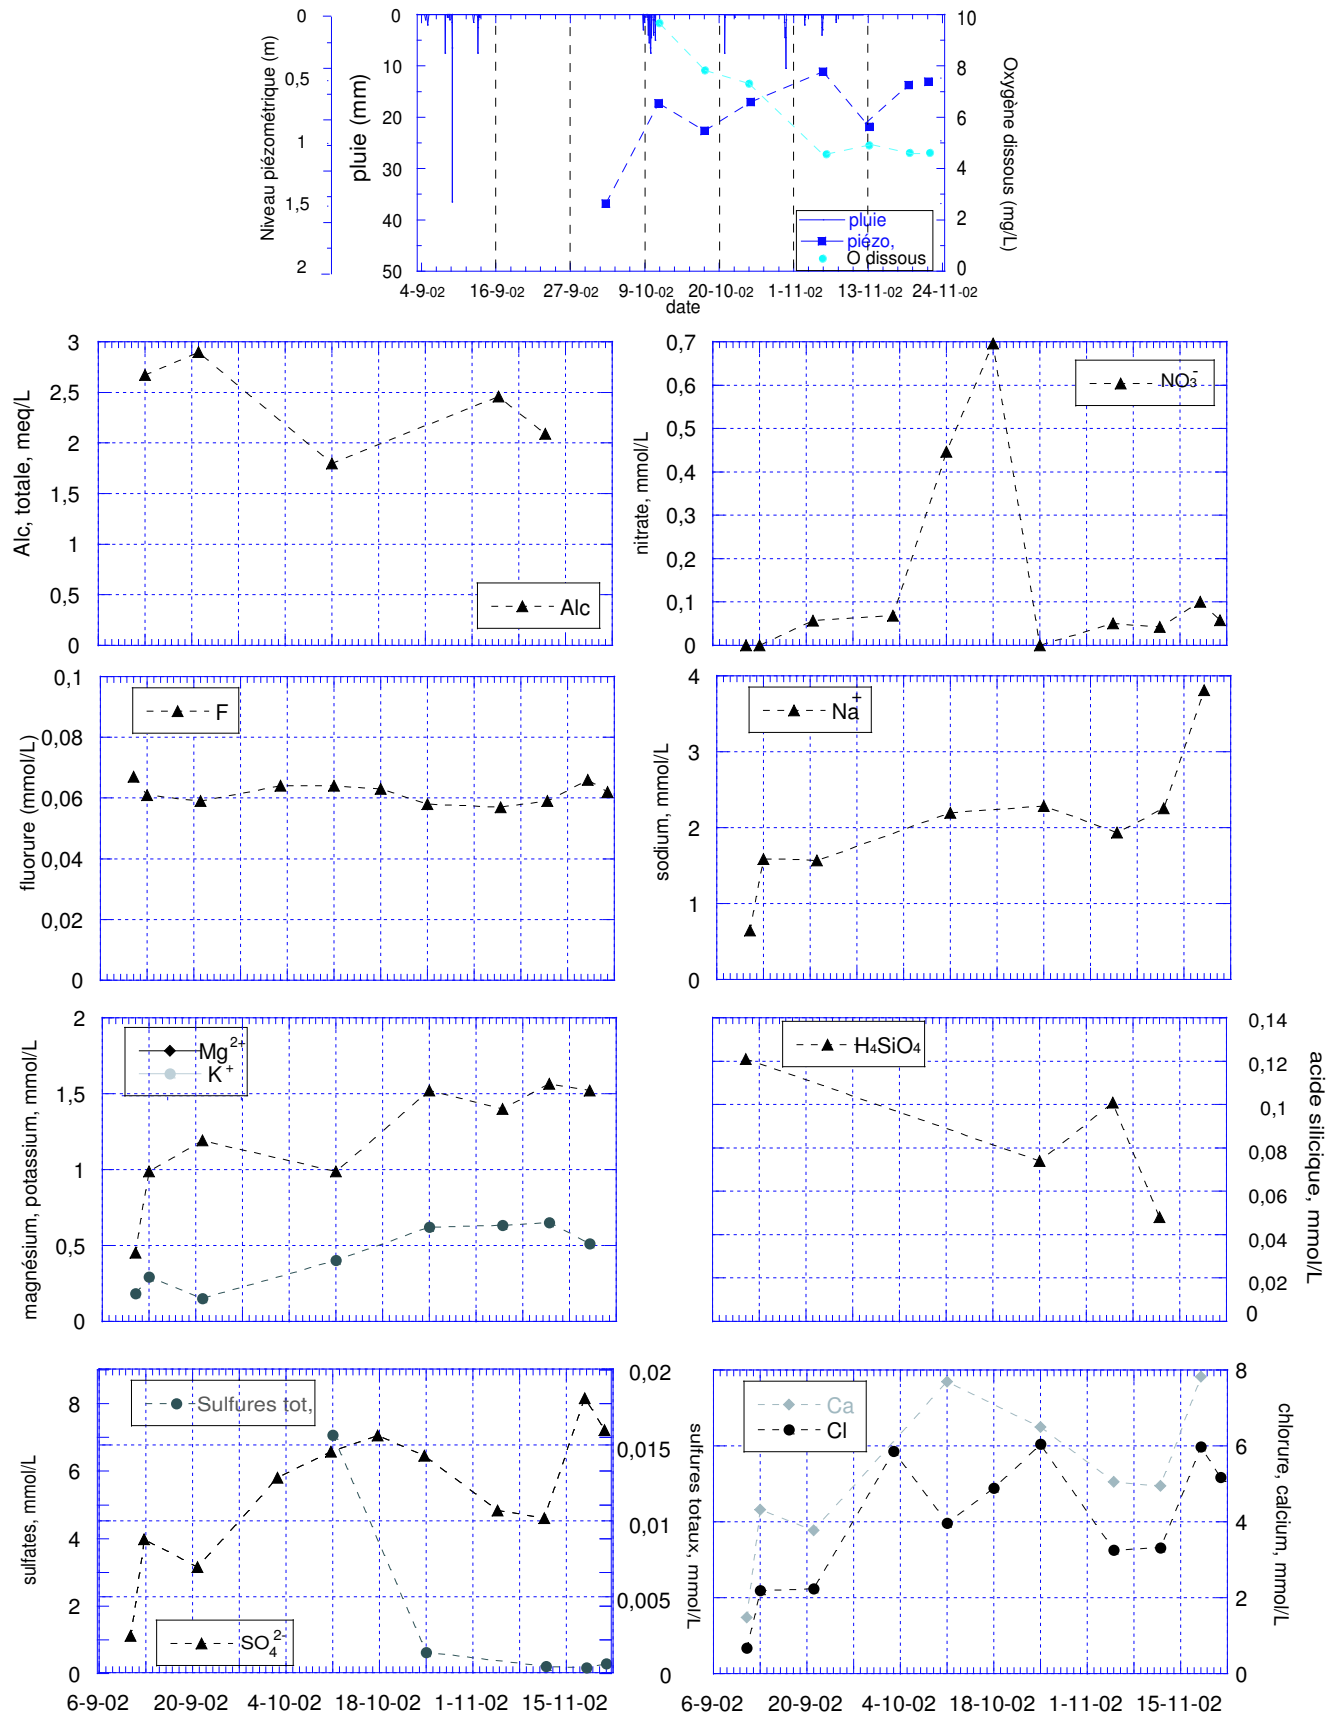 Niveau piézométrique (m)
0
0,5
1
1,5
2
pluie (mm)
0
10
20
30
40
50
10
8
6
4
2
0
Oxygène dissous (mg/L)
pluie
piézo,
O dissous
4-9-02 16-9-02 27-9-02 9-10-02 20-10-02 1-11-02 13-11-02 24-11-02
date
Alc, totale, meq/L
3
2,5
2
1,5
1
0,5
0
Alc
nitrate, mmol/L
0,7
0,6
0,5
0,4
0,3
0,2
0,1
0
NO3-
fluorure (mmol/L)
0,1
0,08
0,06
0,04
0,02
0
F
sodium, mmol/L
4
3
2
1
0
Na+
magnésium, potassium, mmol/L
2
1,5
1
0,5
0
Mg2+
K+
H4SiO4
0,14
0,12
0,1
0,08
0,06
0,04
0,02
0
acide silicique, mmol/L
sulfates, mmol/L
8
6
4
2
0
Sulfures tot,
SO42-
0,02
0,015
0,01
0,005
0
sulfures totaux, mmol/L
6-9-02 20-9-02 4-10-02 18-10-02 1-11-02 15-11-02
Ca
Cl
8
6
4
2
0
chlorure, calcium, mmol/L
6-9-02 20-9-02 4-10-02 18-10-02 1-11-02 15-11-02